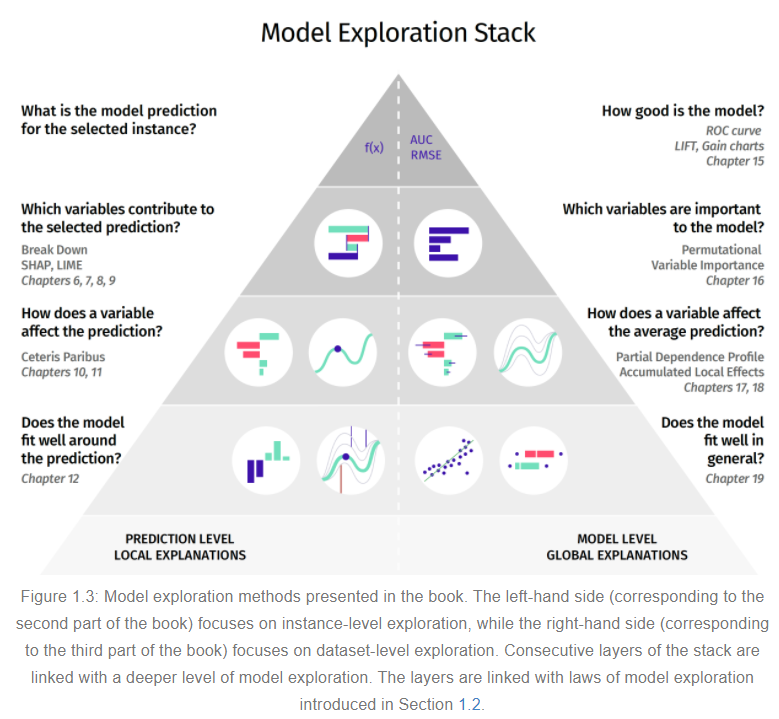 Model Exploration Stack
What is the model prediction
for the selected instance?
f(x)
AUC
RMSE
How good is the model?
ROC curve
LIFT, Gain charts
Chapter 15
Which variables contribute to
the selected prediction?
Break Down
SHAP, LIME
Chapters 6, 7, 8, 9
Which variables are important
to the model?
Permutational
Variable Importance
Chapter 16
How does a variable
affect the prediction?
Ceteris Paribus
Chapters 10, 11
How does a variable affect
the average prediction?
Partial Dependence Profile
Accumulated Local Effects
Chapters 17, 18
Does the model
fit well around
the prediction?
Chapter 12
Does the model
fit well in
general?
Chapter 19
PREDICTION LEVEL
LOCAL EXPLANATIONS
MODEL LEVEL
GLOBAL EXPLANATIONS
Figure 1.3: Model exploration methods presented in the book. The left-hand side (corresponding to the
second part of the book) focuses on instance-level exploration, while the right-hand side (corresponding
to the third part of the book) focuses on dataset-level exploration. Consecutive layers of the stack are
linked with a deeper level of model exploration. The layers are linked with laws of model exploration
introduced in Section 1.2.